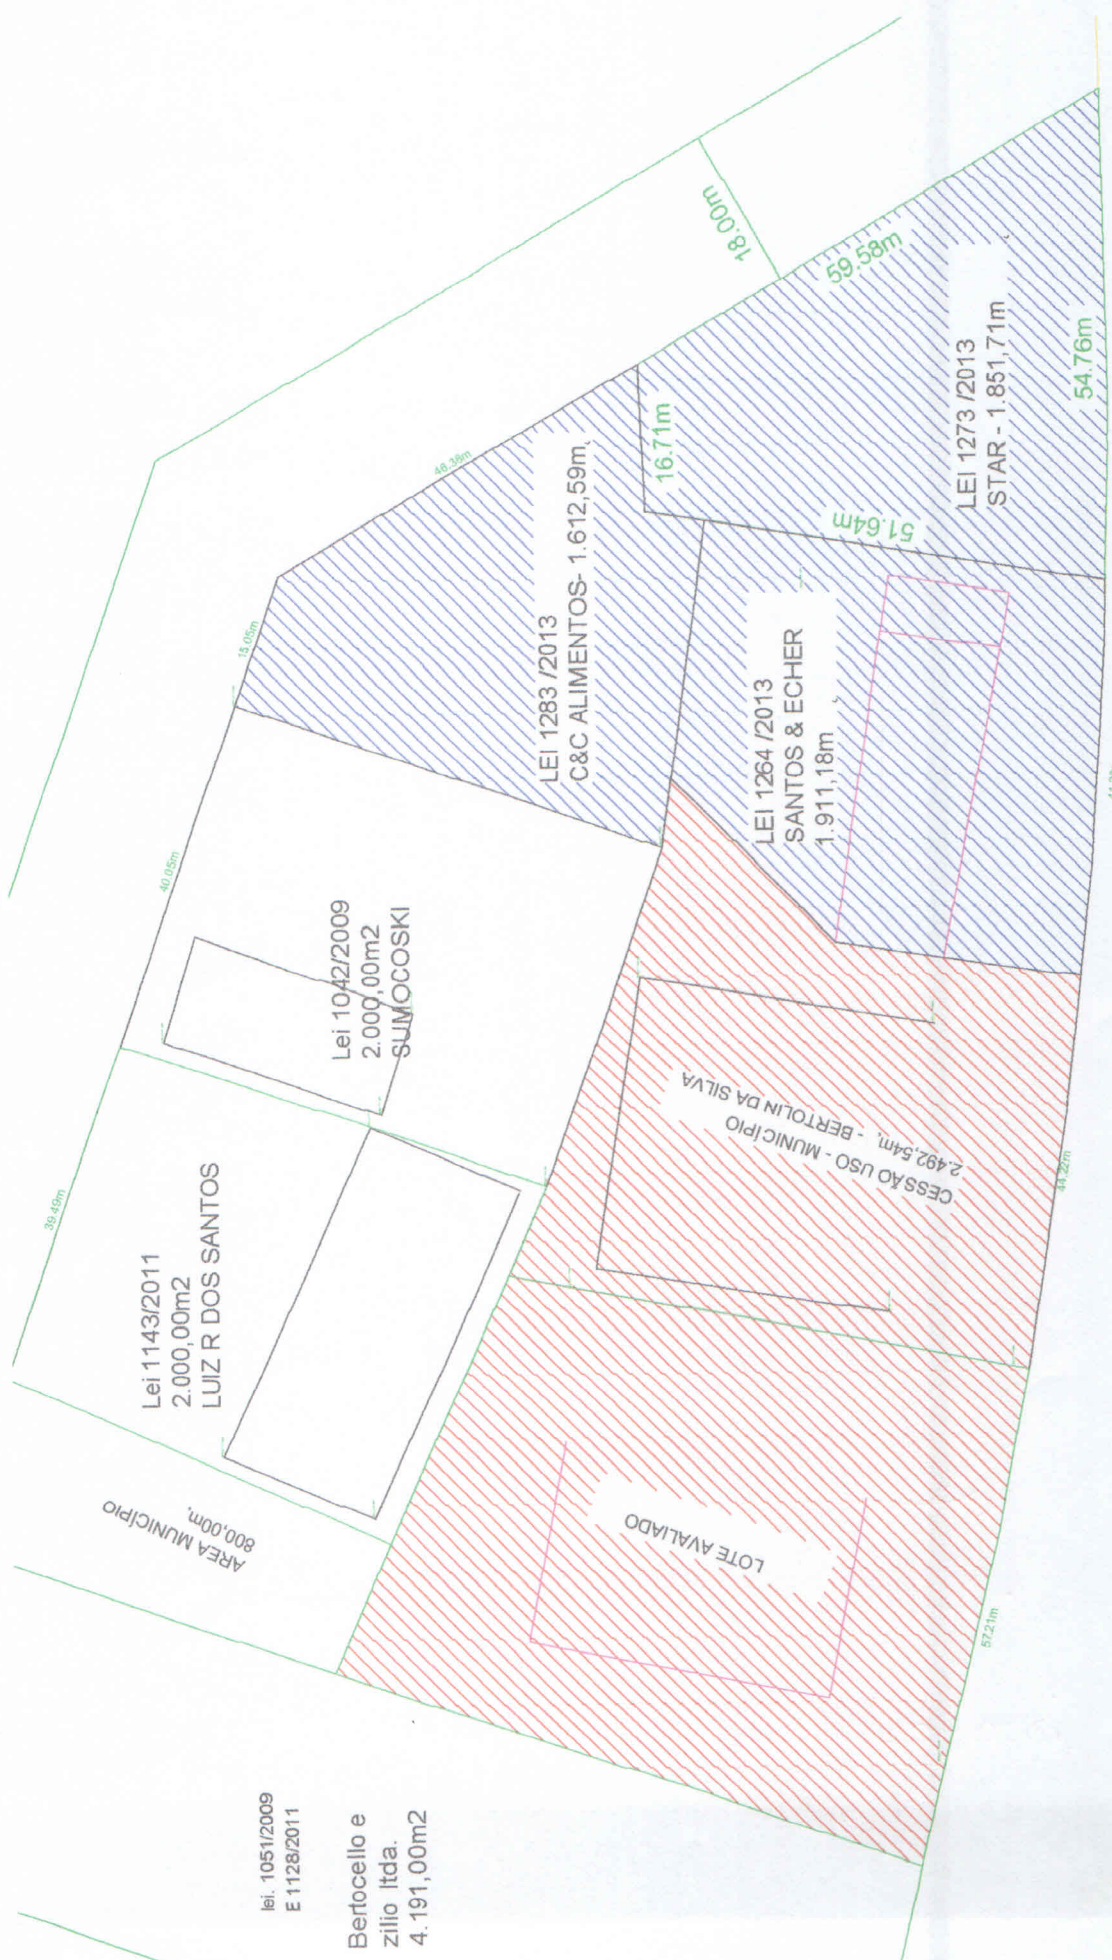 18.00m
59.58m
LEI 1273 /2013
STAR - 1.851,71m
54.76m
16.71m
51.64m
46.38m
LEI 1283 /2013
C&C ALIMENTOS- 1.612,59m,
15.05m
LEI 1264 /2013
SANTOS & ECHER
1.911,18m
40.05m
Lei 1042/2009
2.000,00m2
SUMOCOSKI
CESSÃO USO - MUNICÍPIO
2.492,54m, - BERTOLIN DA SILVA
44.22m
39.49m
Lei 1143/2011
2.000,00m2
LUIZ R DOS SANTOS
AREA MUNICÍPIO
800,00m,
LOTE AVALIADO
57.21m
lei. 1051/2009
E 1128/2011
Bertocello e
zilio ltda.
4.191,00m2